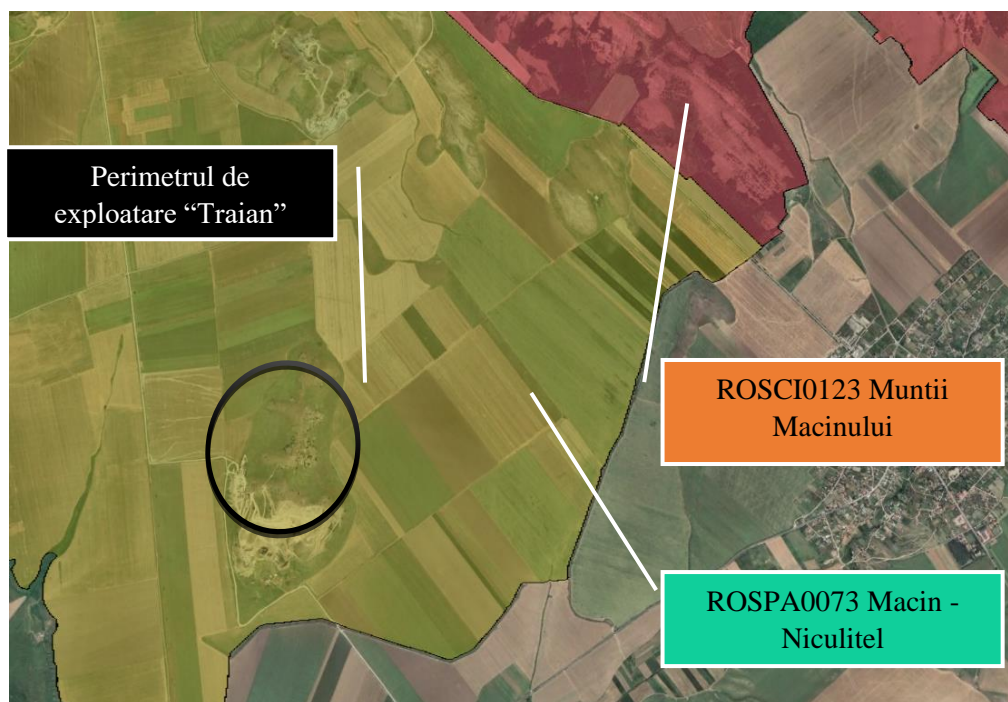 Perimetrul de
exploatare “Traian”
ROSCI0123 Muntii
Macinului
ROSPA0073 Macin -
Niculitel